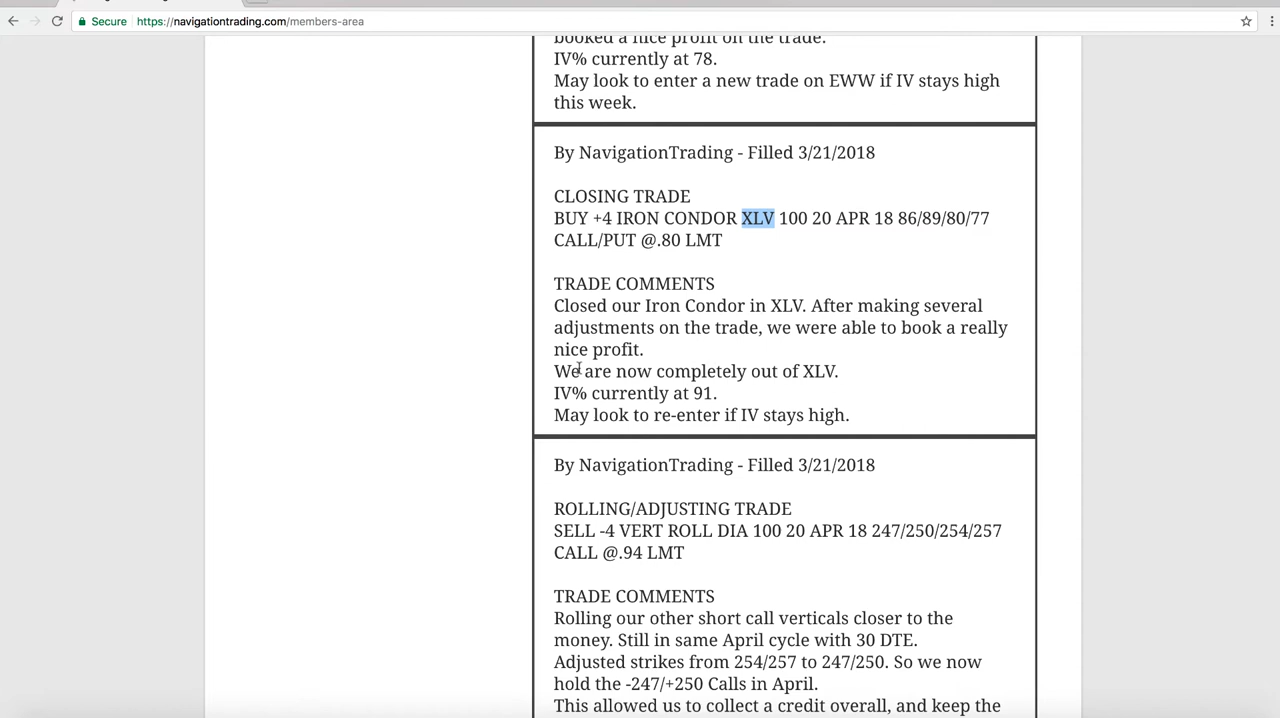 Secure
https://navigationtrading.com/members-area
booked a nice profit on the trade.
IV% currently at 78.
May look to enter a new trade on EWW if IV stays high
this week.
By NavigationTrading - Filled 3/21/2018
CLOSING TRADE
BUY +4 IRON CONDOR XLV 100 20 APR 18 86/89/80/77
CALL/PUT @.80 LMT
TRADE COMMENTS
Closed our Iron Condor in XLV. After making several
adjustments on the trade, we were able to book a really
nice profit.
We are now completely out of XLV.
IV% currently at 91.
May look to re-enter if IV stays high.
By NavigationTrading - Filled 3/21/2018
ROLLING/ADJUSTING TRADE
SELL -4 VERT ROLL DIA 100 20 APR 18 247/250/254/257
CALL @.94 LMT
TRADE COMMENTS
Rolling our other short call verticals closer to the
money. Still in same April cycle with 30 DTE.
Adjusted strikes from 254/257 to 247/250. So we now
hold the -247/+250 Calls in April.
This allowed us to collect a credit overall, and keep the